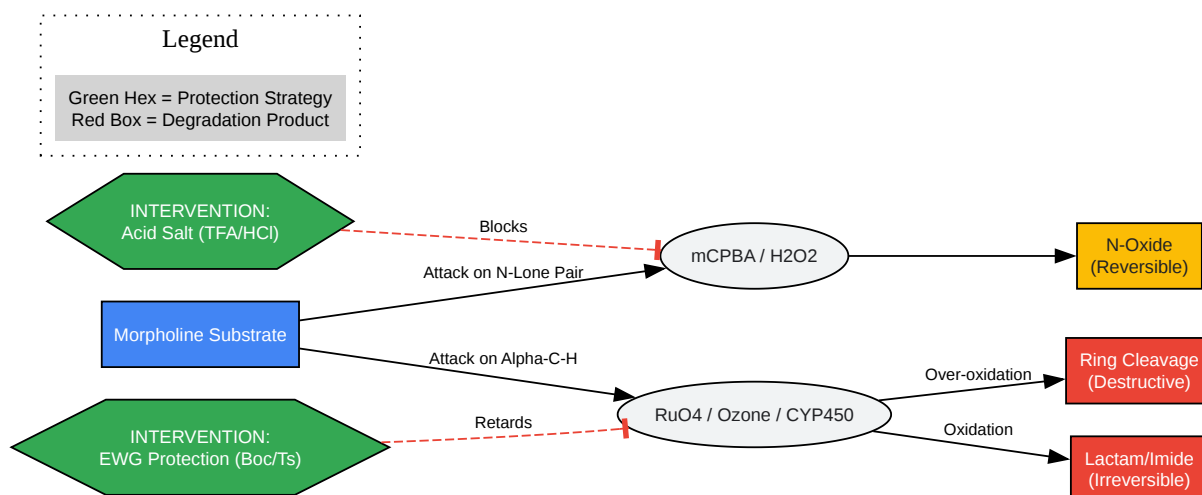 Legend
Green Hex = Protection Strategy
Red Box = Degradation Product
INTERVENTION:
Acid Salt (TFA/HCl)
Blocks
mCPBA / H2O2
N-Oxide
(Reversible)
Attack on N-Lone Pair
Morpholine Substrate
Attack on Alpha-C-H
Ring Cleavage
(Destructive)
Over-oxidation
RuO4 / Ozone / CYP450
Retards
Oxidation
INTERVENTION:
EWG Protection (Boc/Ts)
Lactam/Imide
(Irreversible)